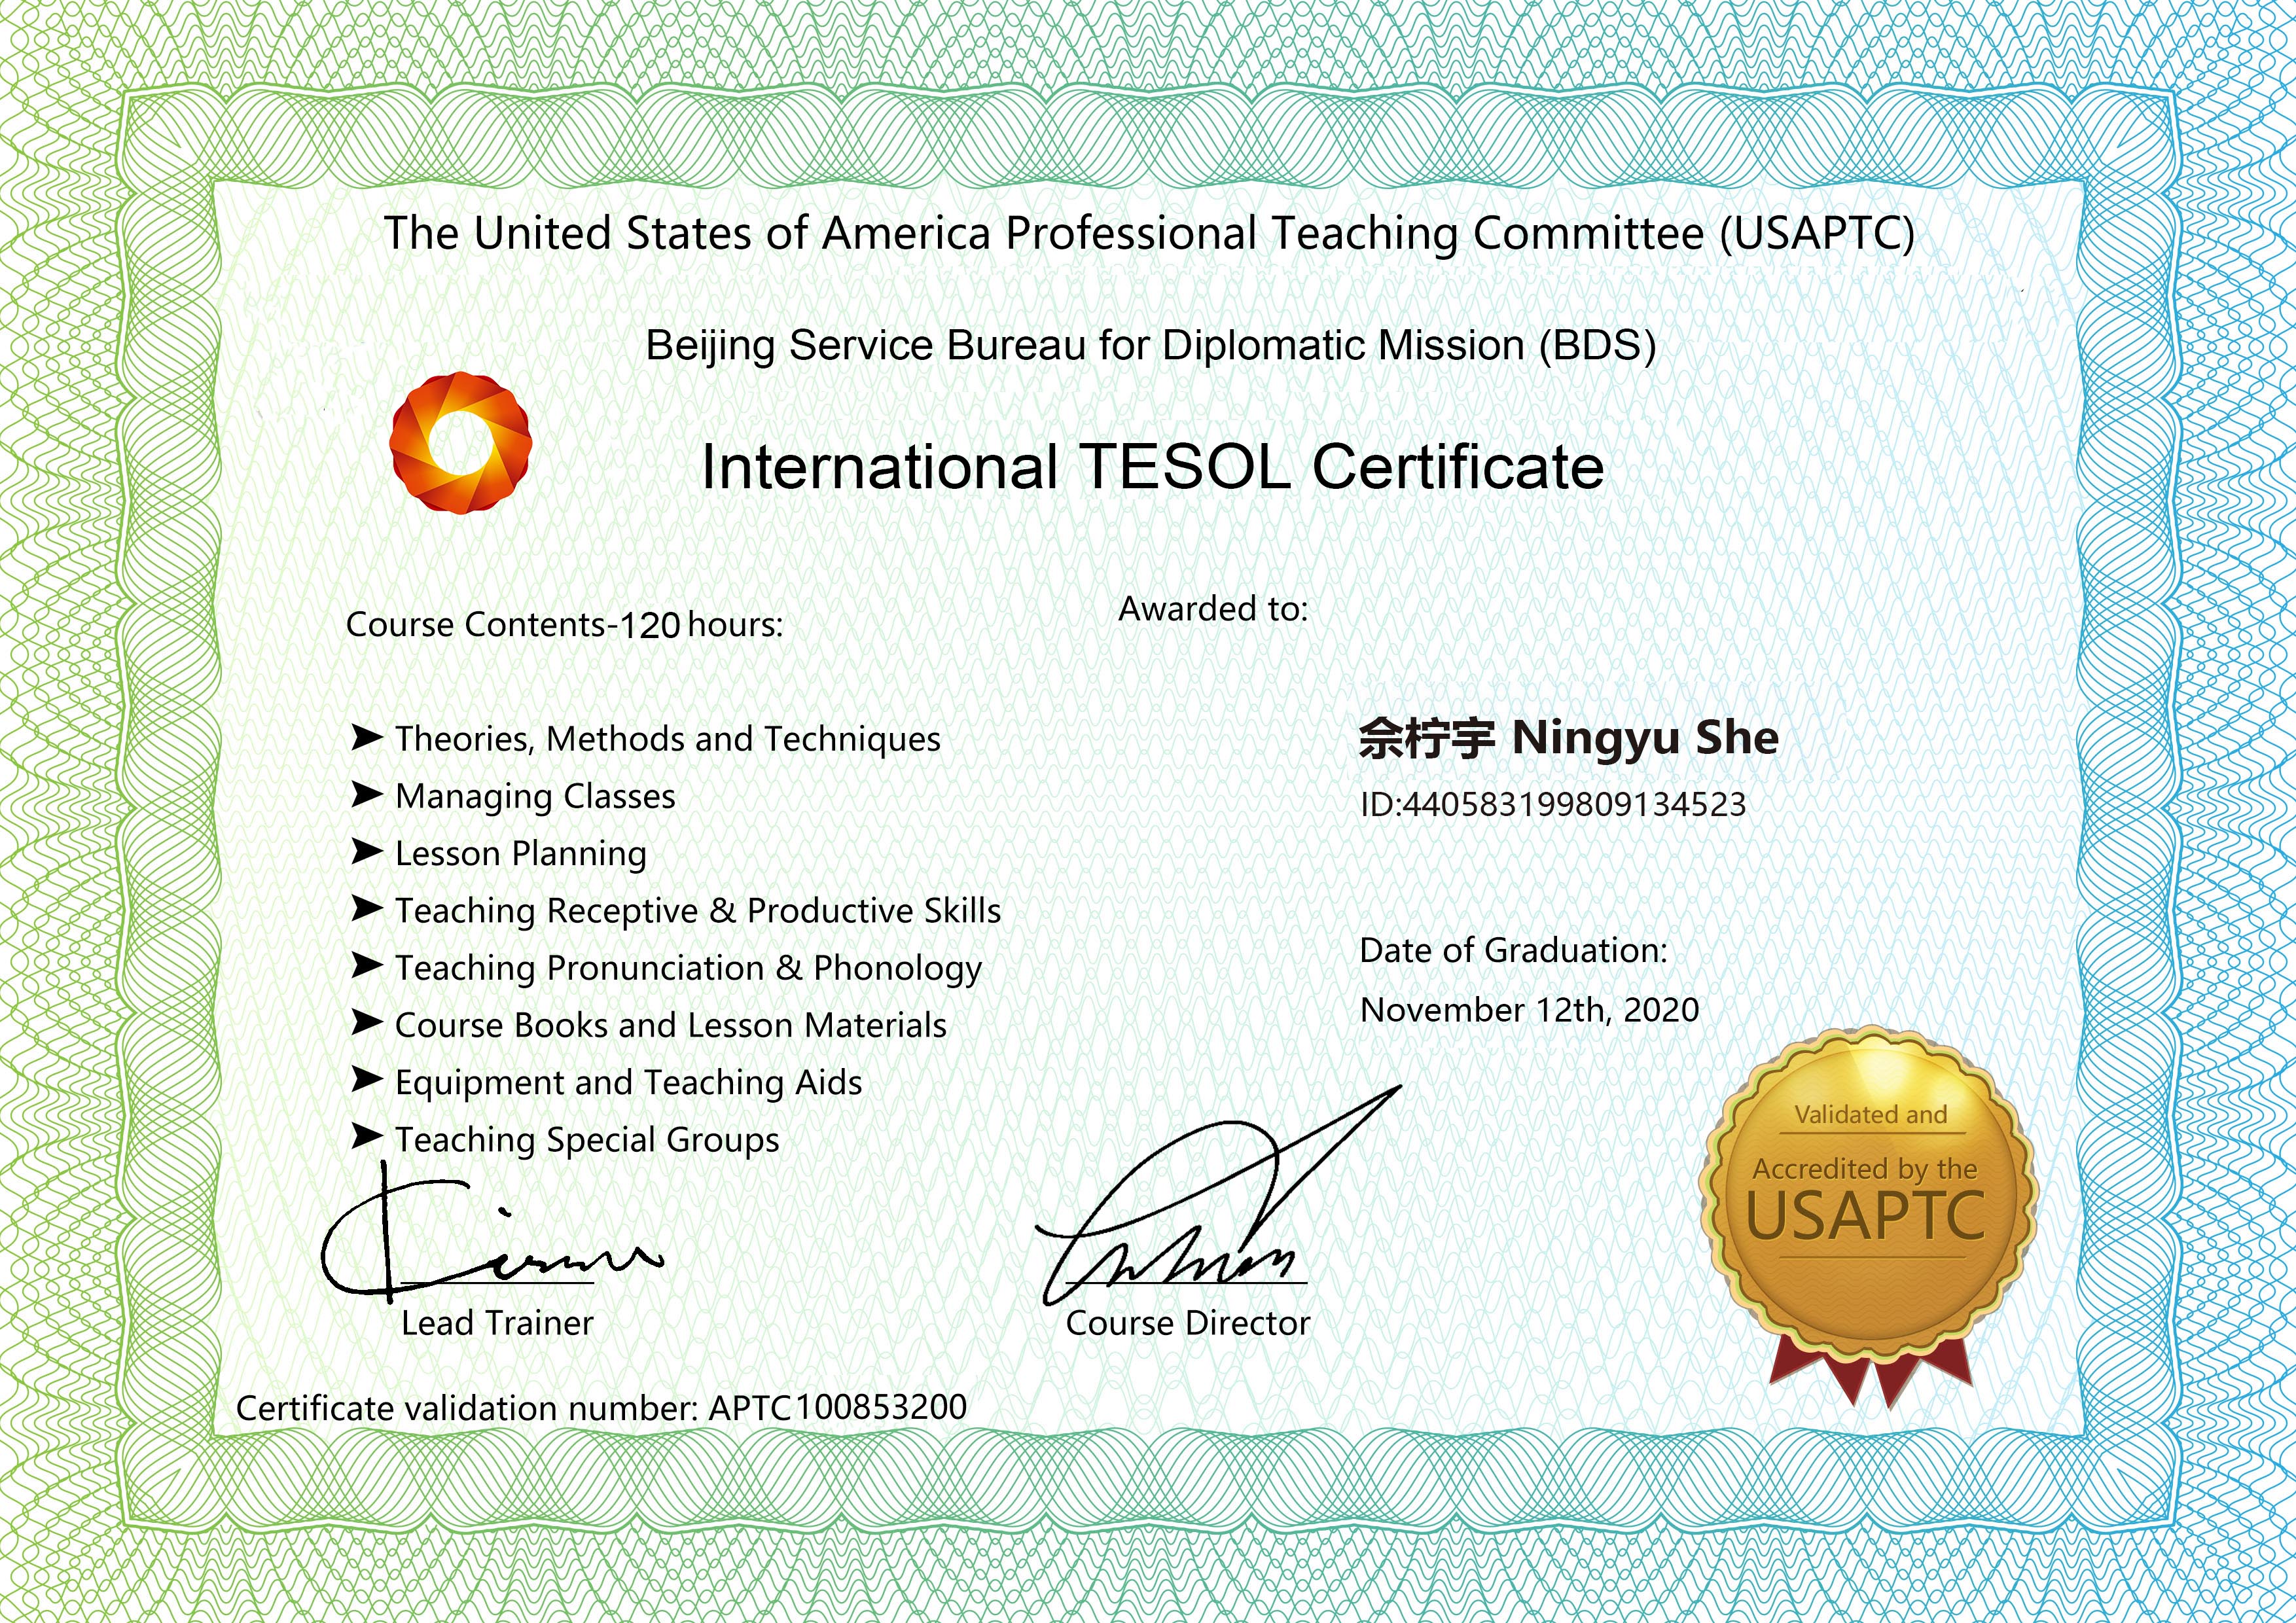 The United States of America Professional Teaching Committee (USAPTC)
Beijing Service Bureau for Diplomatic Mission (BDS)
International TESOL Certificate
Course Contents-120 hours:
Theories, Methods and Techniques
Managing Classes
Lesson Planning
Teaching Receptive & Productive Skills
Teaching Pronunciation & Phonology
Course Books and Lesson Materials
Equipment and Teaching Aids
Teaching Special Groups
Awarded to:
佘柠宇 Ningyu She
ID:440583199809134523
Date of Graduation:
November 12th, 2020
Validated and
Accredited by the
USAPTC
Lead Trainer
Course Director
Certificate validation number: APTC100853200